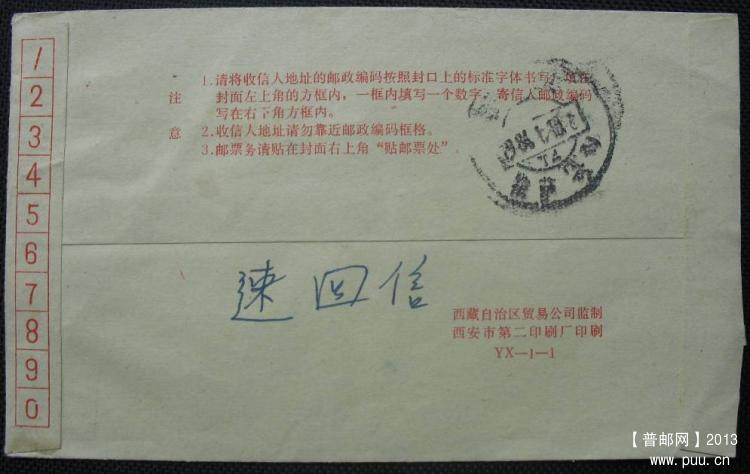 1
2
3
4
5
6
7
8
9
0
注意
1.请将收信人地址的邮政编码按照封口上的标准字体书写,填在
封面左上角的方框内,一框内填写一个数字,寄信人邮政编码
写在右下角方框内。
2.收信人地址请勿靠近邮政编码框格。
3.邮票务请贴在封面右上角“贴邮票处”。
速回信
西藏自治区贸易公司监制
西安市第二印刷厂印刷
YX—1—1
【普邮网】2013
www.puu.cn